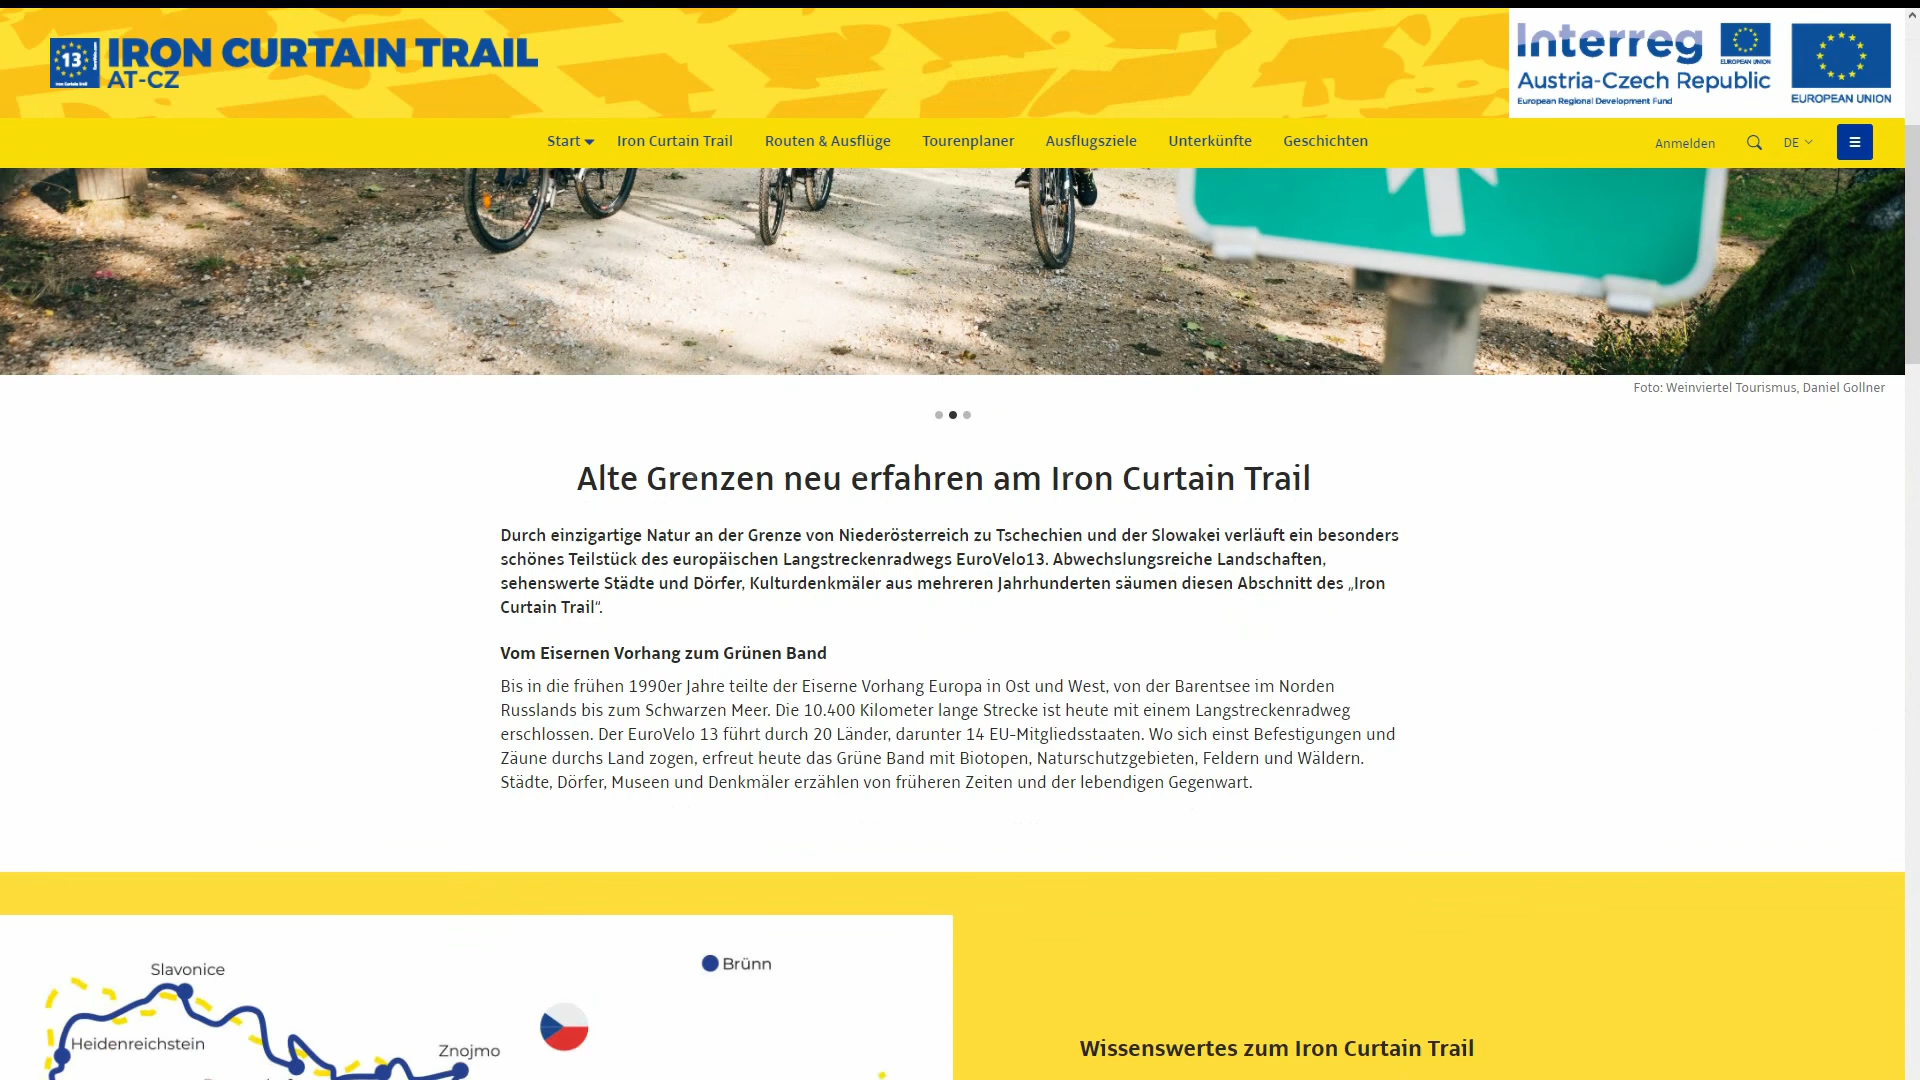 13
IRON CURTAIN TRAIL
AT-CZ
Interreg
EUROPEAN UNION
Austria-Czech Republic
European Regional Development Fund
EUROPEAN UNION
Start
Iron Curtain Trail
Routen & Ausflüge
Tourenplaner
Ausflugsziele
Unterkünfte
Geschichten
Anmelden
DE
Foto: Weinviertel Tourismus, Daniel Gollner
Alte Grenzen neu erfahren am Iron Curtain Trail
Durch einzigartige Natur an der Grenze von Niederösterreich zu Tschechien und der Slowakei verläuft ein besonders
schönes Teilstück des europäischen Langstreckenradwegs EuroVelo13. Abwechslungsreiche Landschaften,
sehenswerte Städte und Dörfer, Kulturdenkmäler aus mehreren Jahrhunderten säumen diesen Abschnitt des „Iron
Curtain Trail“.
Vom Eisernen Vorhang zum Grünen Band
Bis in die frühen 1990er Jahre teilte der Eiserne Vorhang Europa in Ost und West, von der Barentsee im Norden
Russlands bis zum Schwarzen Meer. Die 10.400 Kilometer lange Strecke ist heute mit einem Langstreckenradweg
erschlossen. Der EuroVelo 13 führt durch 20 Länder, darunter 14 EU-Mitgliedsstaaten. Wo sich einst Befestigungen und
Zäune durchs Land zogen, erfreut heute das Grüne Band mit Biotopen, Naturschutzgebieten, Feldern und Wäldern.
Städte, Dörfer, Museen und Denkmäler erzählen von früheren Zeiten und der lebendigen Gegenwart.
Slavonice
Brünn
Heidenreichstein
Znojmo
Wissenswertes zum Iron Curtain Trail